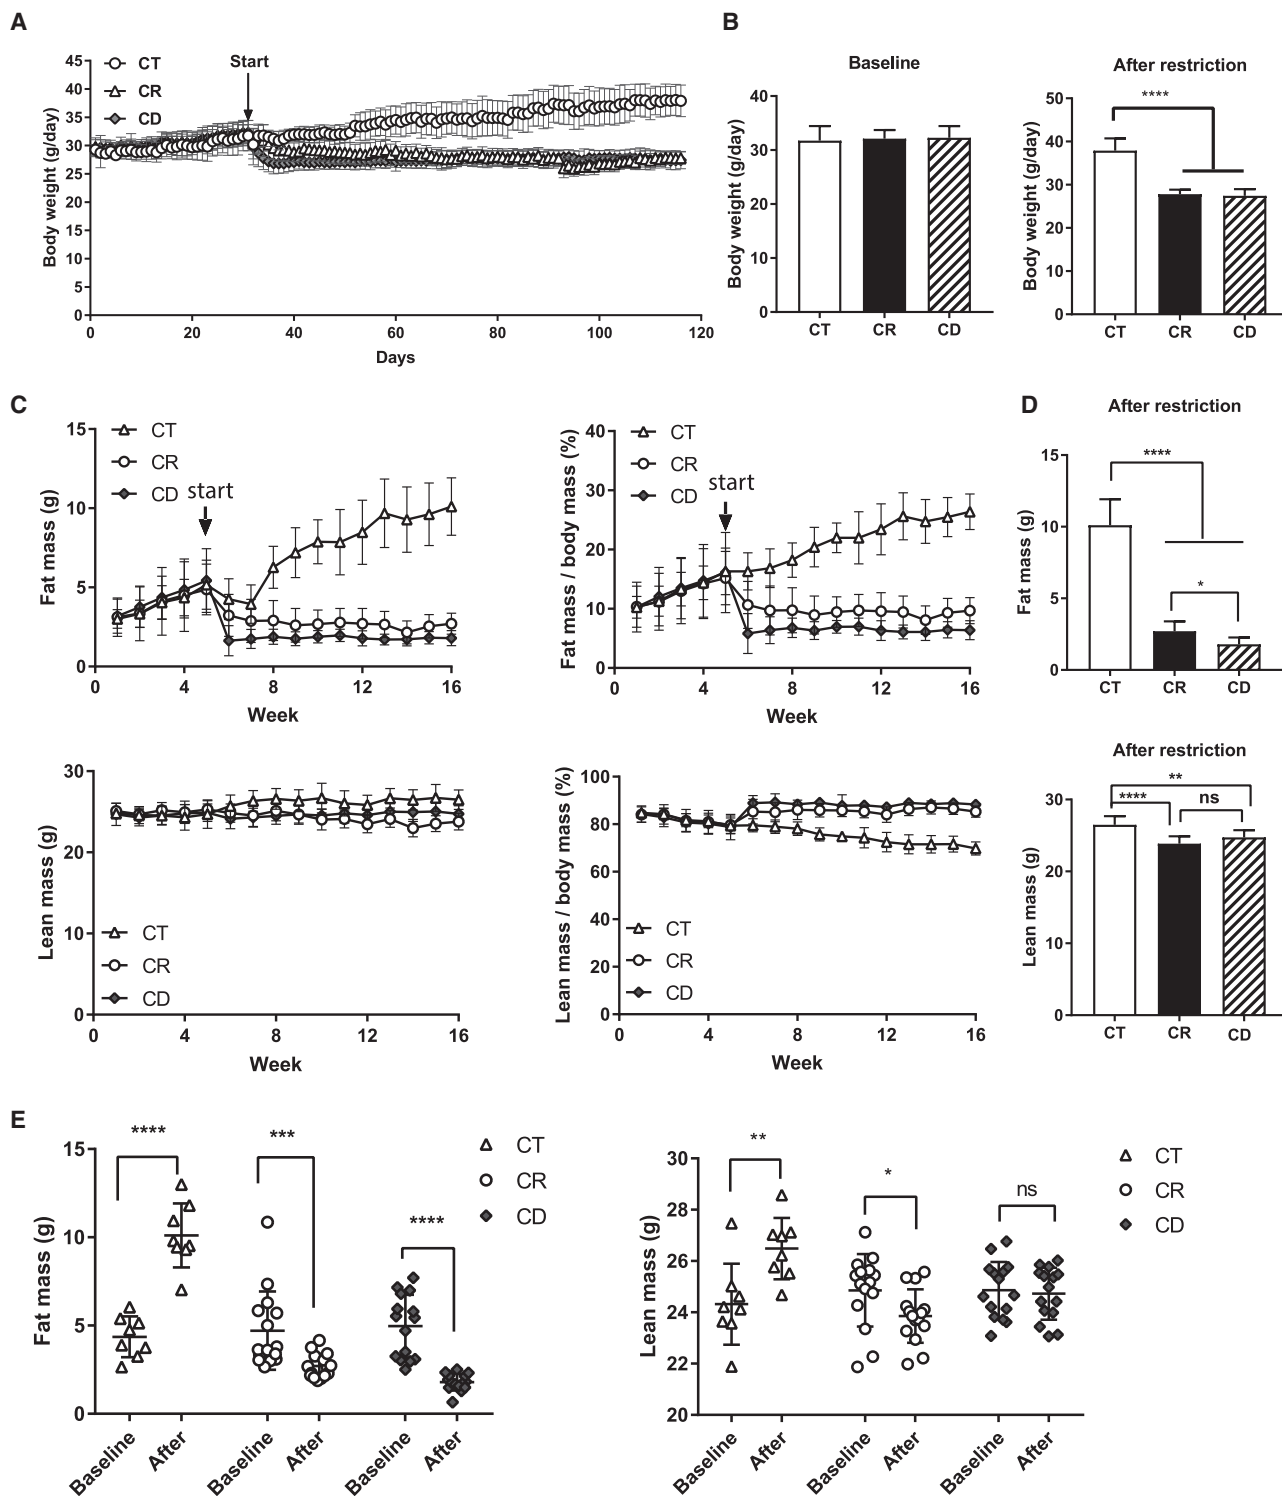 A
Start
CT
CR
CD
Body weight (g/day)
45
40
35
30
25
20
15
10
5
0
0 20 40 60 80 100 120
Days
B
Baseline
Body weight (g/day)
40
30
20
10
0
CT CR CD
After restriction
****
Body weight (g/day)
50
40
30
20
10
0
CT CR CD
C
CT
CR
CD
start
Fat mass (g)
15
10
5
0
0 4 8 12 16
Week
CT
CR
CD
start
Fat mass / body mass (%)
40
30
20
10
0
0 4 8 12 16
Week
D
After restriction
****
*
Fat mass (g)
15
10
5
0
CT CR CD
Lean mass (g)
30
20
10
0
CT
CR
CD
0 4 8 12 16
Week
Lean mass / body mass (%)
100
80
60
40
20
0
CT
CR
CD
0 4 8 12 16
Week
After restriction
**
**** ns
Lean mass (g)
30
20
10
0
CT CR CD
E
**** *** ****
CT
CR
CD
Fat mass (g)
15
10
5
0
Baseline After Baseline After Baseline After
** * ns
CT
CR
CD
Lean mass (g)
30
28
26
24
22
20
Baseline After Baseline After Baseline After